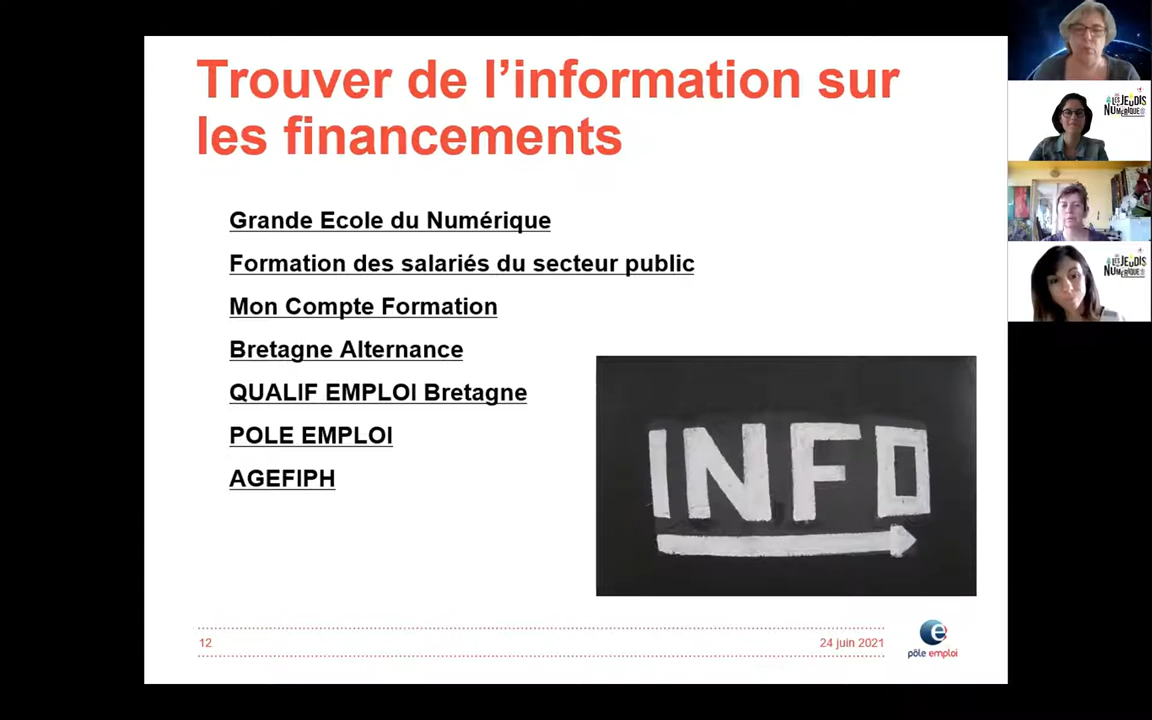 Trouver de l’information sur
les financements
Grande Ecole du Numérique
Formation des salariés du secteur public
Mon Compte Formation
Bretagne Alternance
QUALIF EMPLOI Bretagne
POLE EMPLOI
AGEFIPH
INFO
12
24 juin 2021
pôle emploi
LES JEUDIS
NUMÉRIQUES
LES JEUDIS
NUMÉRIQUES